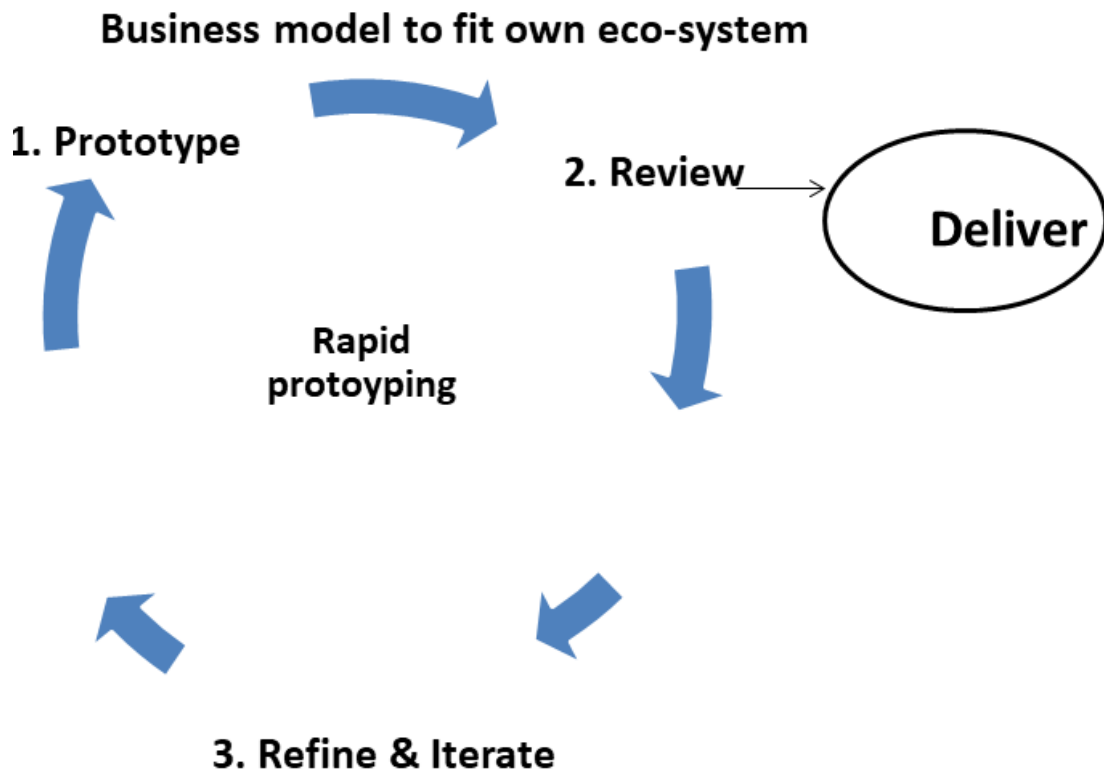 Business model to fit own eco-system
1. Prototype
2. Review
Deliver
Rapid
protoyping
3. Refine & Iterate